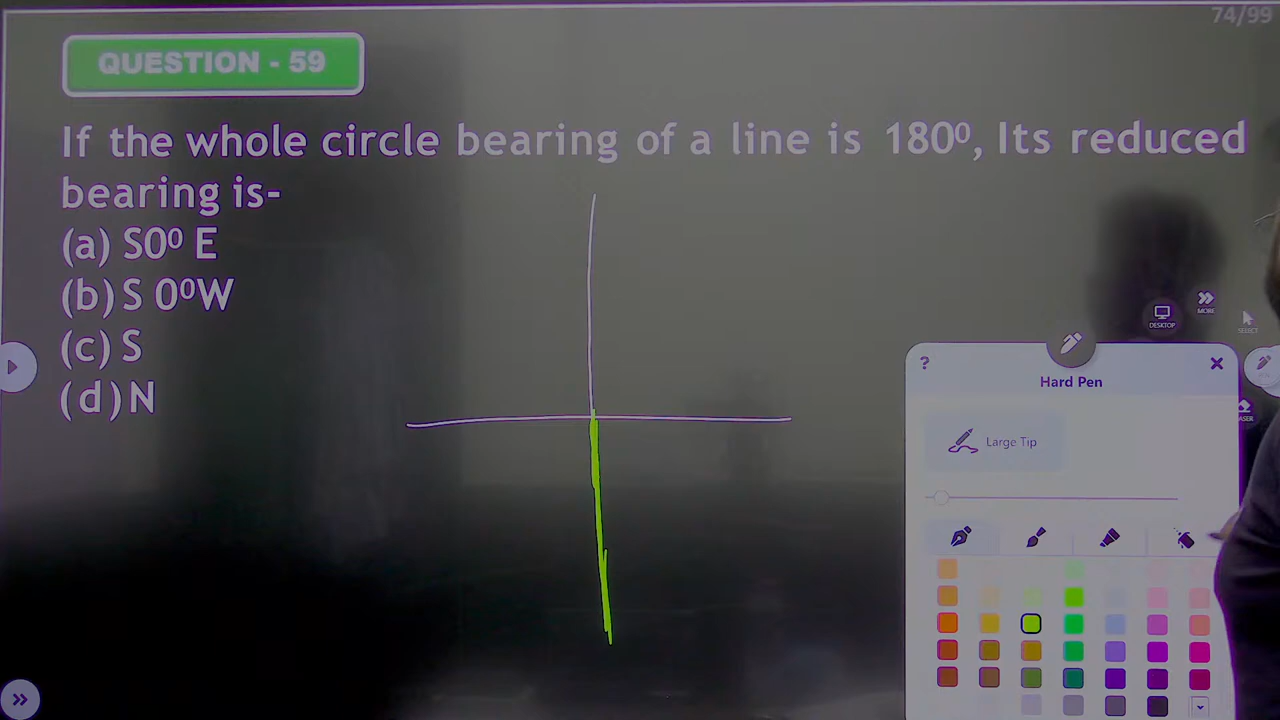 74/99
QUESTION - 59
If the whole circle bearing of a line is 180⁰, Its reduced
bearing is-
(a) S0⁰ E
(b) S 0⁰W
(c) S
(d) N
MORE
DESKTOP
SELECT
?
Hard Pen
Large Tip